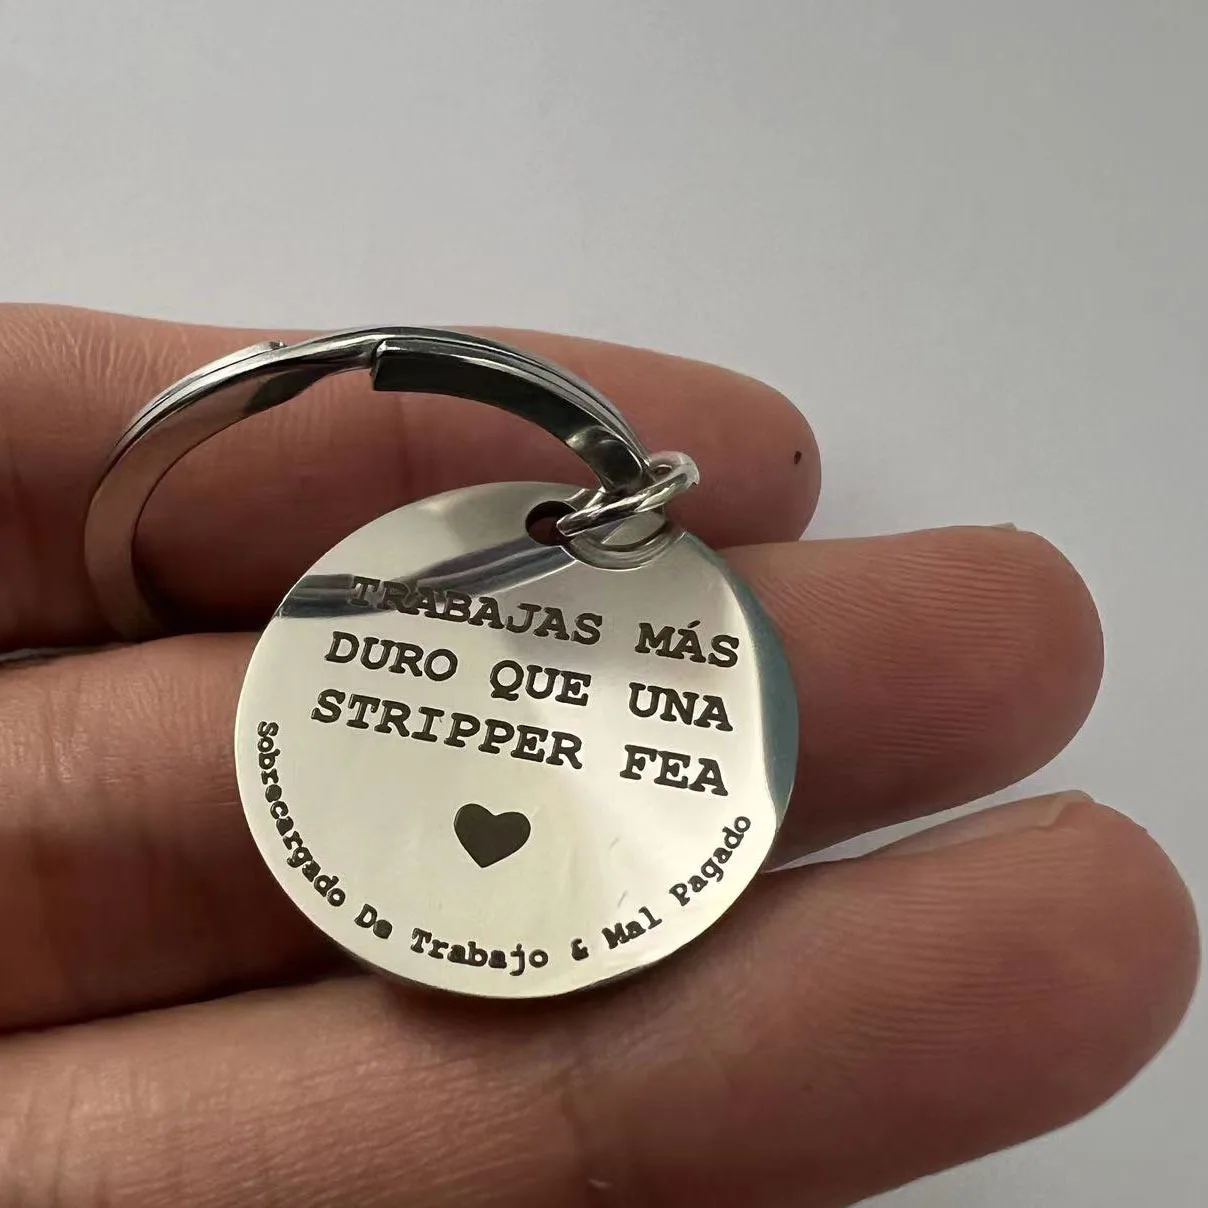 TRABAJAS MÁS
DURO QUE UNA
STRIPPER FEA
Sobrecargado De Trabajo & Mal Pagado